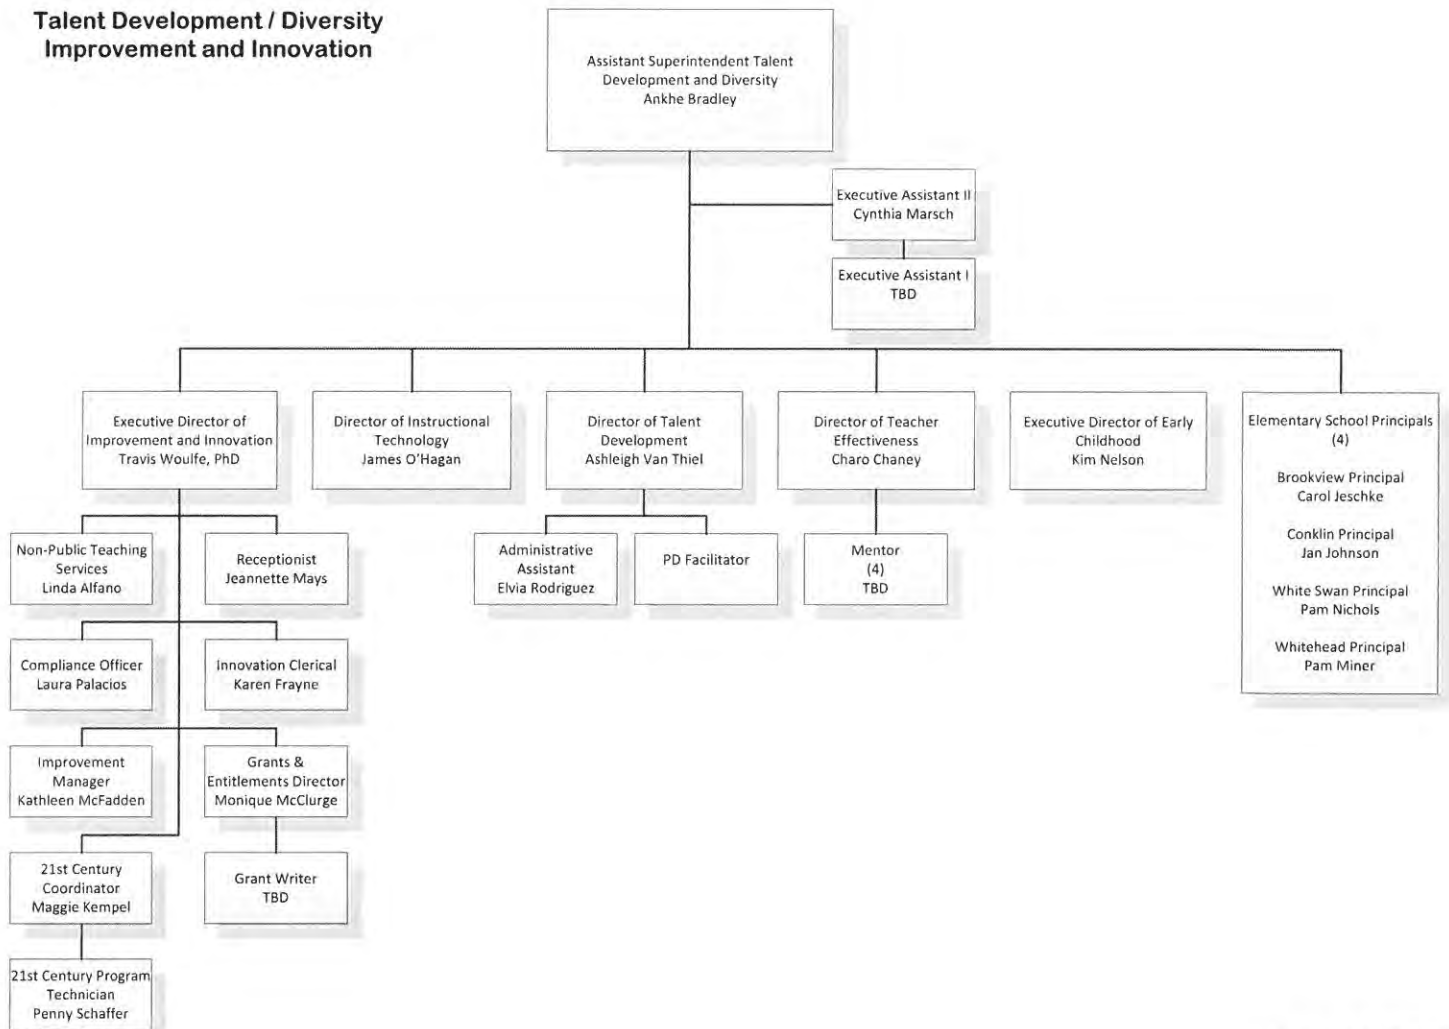 Talent Development / Diversity
Improvement and Innovation
Assistant Superintendent Talent
Development and Diversity
Ankhe Bradley
Executive Assistant II
Cynthia Marsch
Executive Assistant I
TBD
Executive Director of
Improvement and Innovation
Travis Woulfe, PhD
Director of Instructional
Technology
James O'Hagan
Director of Talent
Development
Ashleigh Van Thiel
Director of Teacher
Effectiveness
Charo Chaney
Executive Director of Early
Childhood
Kim Nelson
Elementary School Principals
(4)
Brookview Principal
Carol Jeschke
Conklin Principal
Jan Johnson
White Swan Principal
Pam Nichols
Whitehead Principal
Pam Miner
Non-Public Teaching
Services
Linda Alfano
Receptionist
Jeannette Mays
Administrative
Assistant
Elvia Rodriguez
PD Facilitator
Mentor
(4)
TBD
Compliance Officer
Laura Palacios
Innovation Clerical
Karen Frayne
Improvement
Manager
Kathleen McFadden
Grants &
Entitlements Director
Monique McClurge
21st Century
Coordinator
Maggie Kempel
Grant Writer
TBD
21st Century Program
Technician
Penny Schaffer